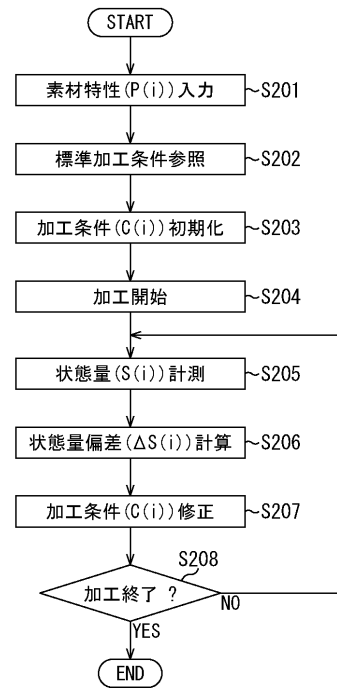 START
素材特性(P(i))入力 S201
標準加工条件参照 S202
加工条件(C(i))初期化 S203
加工開始 S204
状態量(S(i))計測 S205
状態量偏差(ΔS(i))計算 S206
加工条件(C(i))修正 S207
S208
加工終了 ?
NO
YES
END